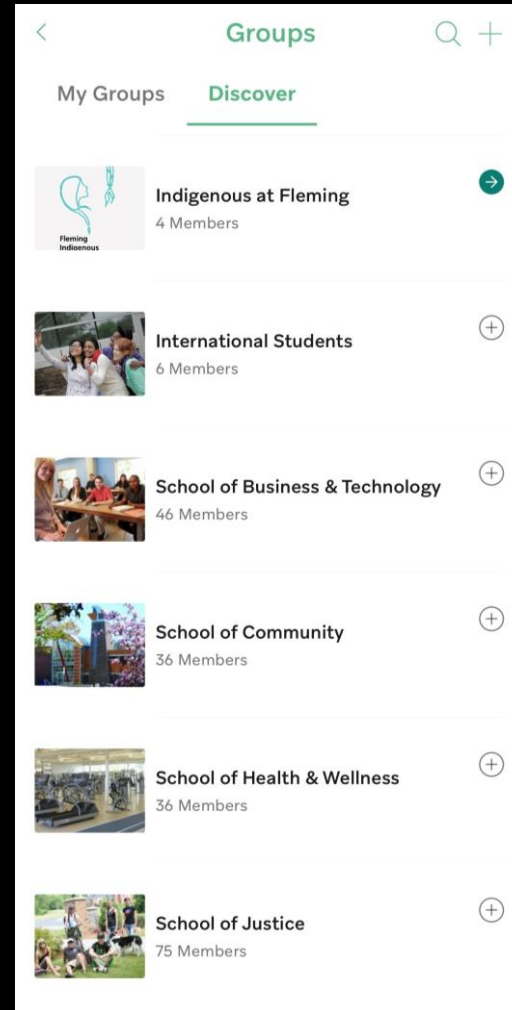 Groups
My Groups Discover
Fleming
Indigenous
Indigenous at Fleming
4 Members
International Students
6 Members
School of Business & Technology
46 Members
School of Community
36 Members
School of Health & Wellness
36 Members
School of Justice
75 Members